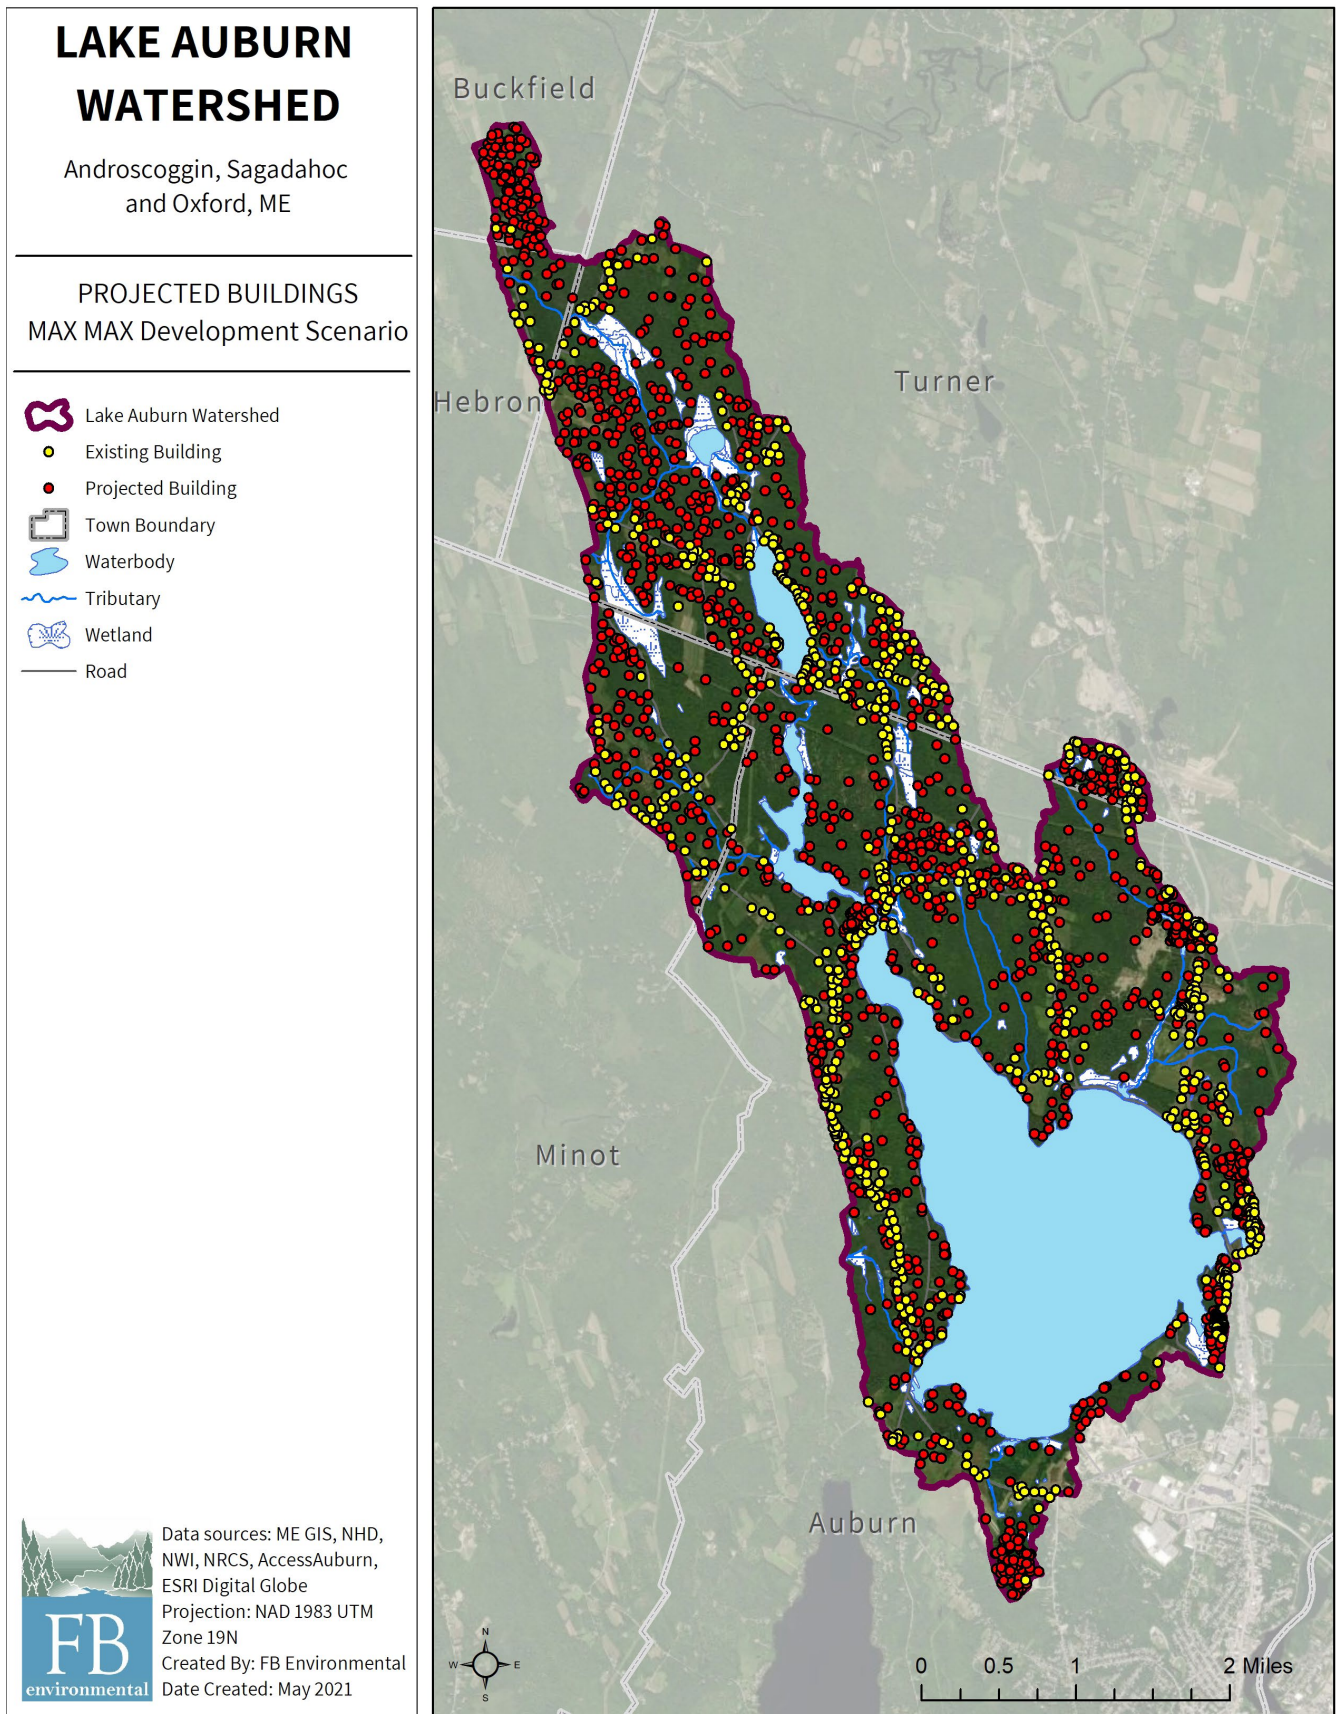 LAKE AUBURN
WATERSHED
Androscoggin, Sagadahoc
and Oxford, ME
PROJECTED BUILDINGS
MAX MAX Development Scenario
Lake Auburn Watershed
Existing Building
Projected Building
Town Boundary
Waterbody
Tributary
Wetland
Road
FB
environmental
Data sources: ME GIS, NHD,
NWI, NRCS, AccessAuburn,
ESRI Digital Globe
Projection: NAD 1983 UTM
Zone 19N
Created By: FB Environmental
Date Created: May 2021
Buckfield
Turner
Hebron
Minot
Auburn
N
W E
S
0 0.5 1 2 Miles